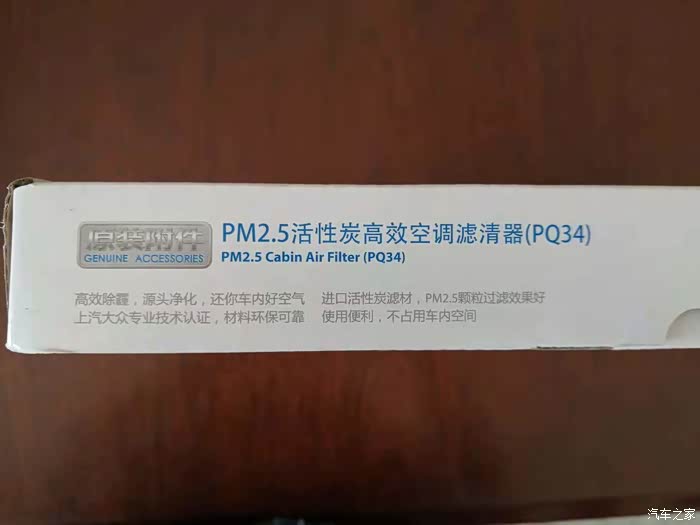 原装附件
GENUINE ACCESSORIES
PM2.5活性炭高效空调滤清器(PQ34)
PM2.5 Cabin Air Filter (PQ34)
高效除霾，源头净化，还你车内好空气
上汽大众专业技术认证，材料环保可靠
进口活性炭滤材，PM2.5颗粒过滤效果好
使用便利，不占用车内空间
汽车之家